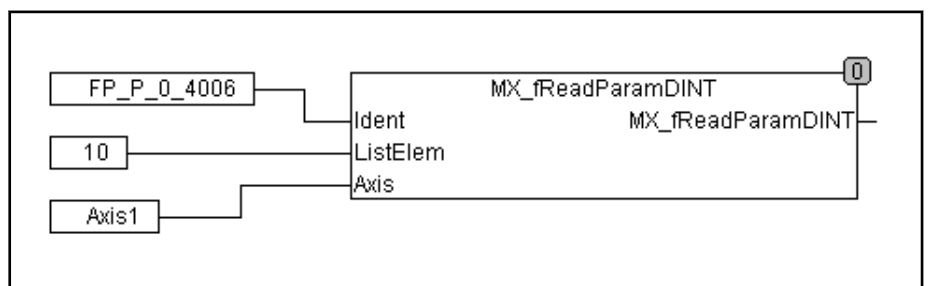 0
FP_P_0_4006
MX_fReadParamDINT
Ident
MX_fReadParamDINT
10
ListElem
Axis
Axis1